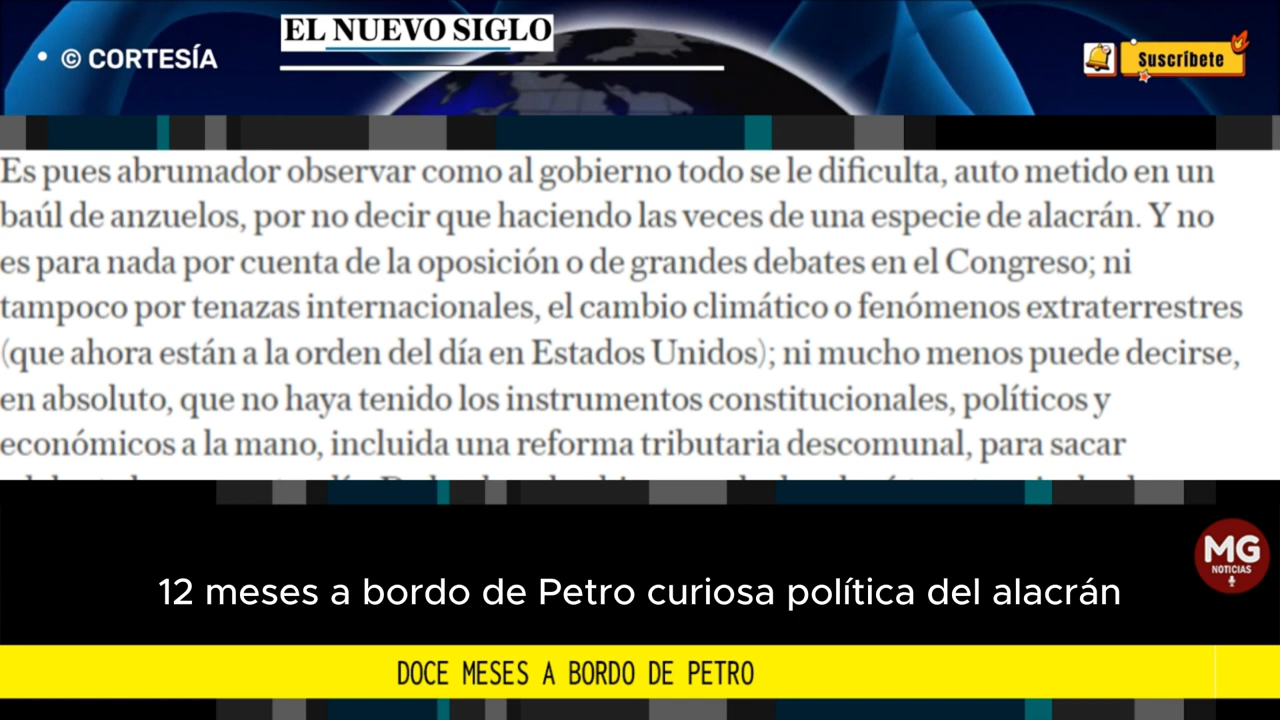 EL NUEVO SIGLO
• © CORTESÍA
Suscríbete
Es pues abrumador observar como al gobierno todo se le dificulta, auto metido en un
baúl de anzuelos, por no decir que haciendo las veces de una especie de alacrán. Y no
es para nada por cuenta de la oposición o de grandes debates en el Congreso; ni
tampoco por tenazas internacionales, el cambio climático o fenómenos extraterrestres
(que ahora están a la orden del día en Estados Unidos); ni mucho menos puede decirse,
en absoluto, que no haya tenido los instrumentos constitucionales, políticos y
económicos a la mano, incluida una reforma tributaria descomunal, para sacar
MG
NOTICIAS
12 meses a bordo de Petro curiosa política del alacrán
DOCE MESES A BORDO DE PETRO